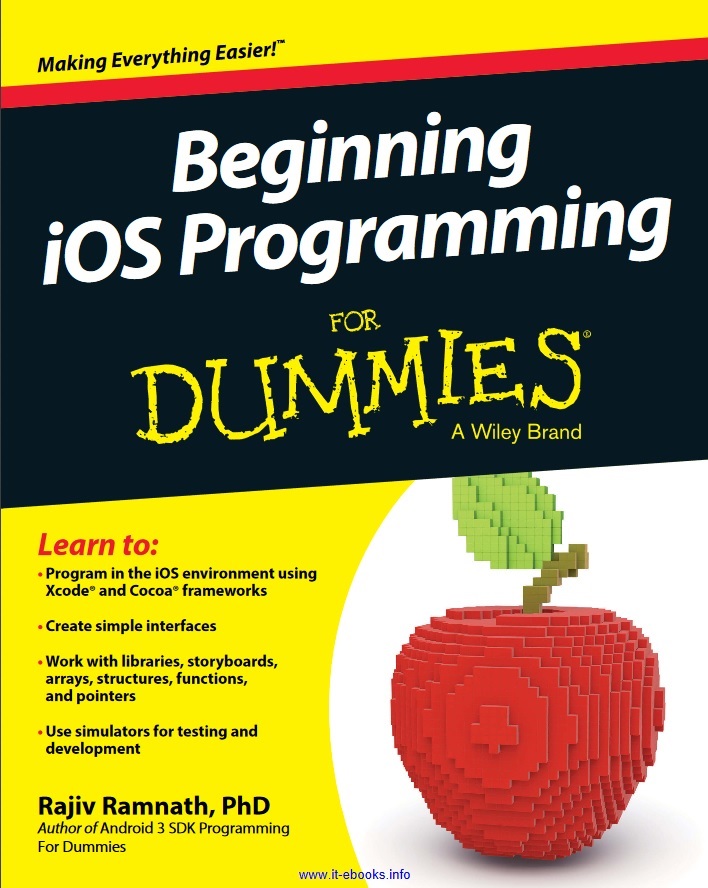 Making Everything Easier!™
Beginning
iOS Programming
FOR
DUMMIES®
A Wiley Brand
Learn to:
• Program in the iOS environment using
Xcode® and Cocoa® frameworks
• Create simple interfaces
• Work with libraries, storyboards,
arrays, structures, functions,
and pointers
• Use simulators for testing and
development
Rajiv Ramnath, PhD
Author of Android 3 SDK Programming
For Dummies
www.it-ebooks.info